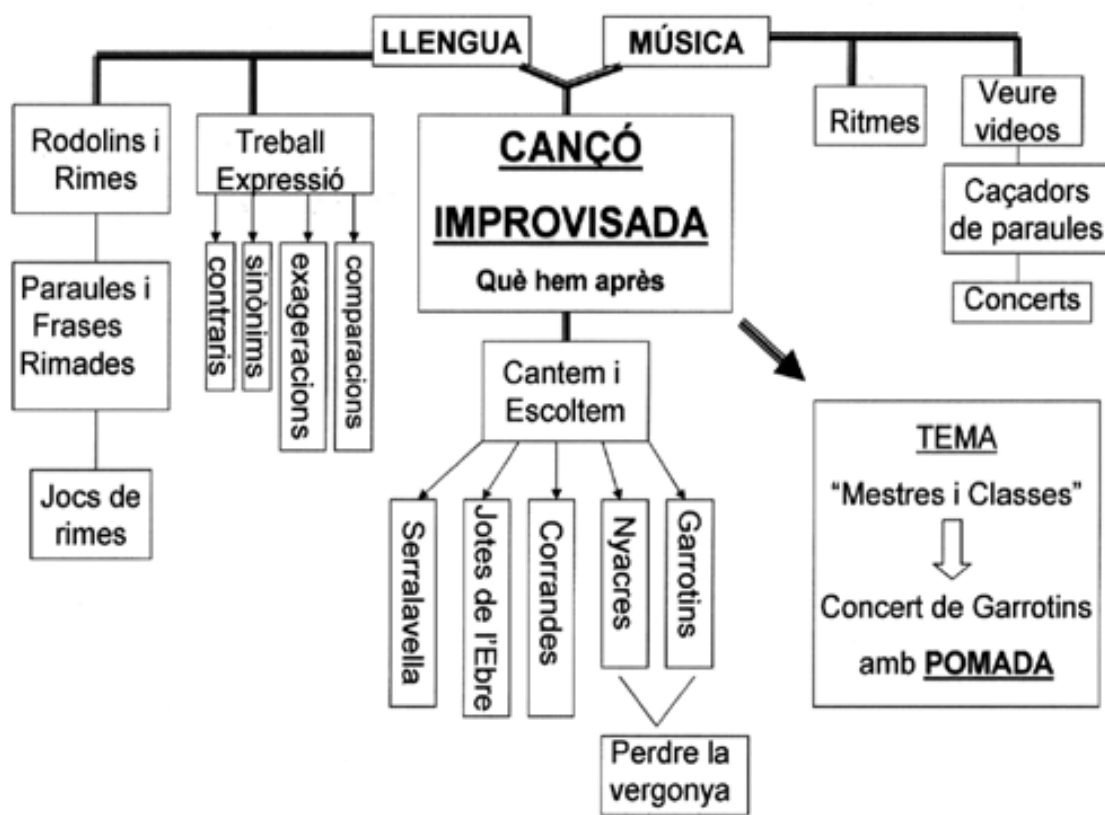 LLENGUA
MÚSICA
Rodolins i
Rimes
Paraules i
Frases
Rimades
Jocs de
rimes
Treball
Expressió
contraris
sinònims
exageracions
comparacions
CANÇÓ
IMPROVISADA
Què hem après
Cantem i
Escoltem
Serralavella
Jotes de l'Ebre
Corrandes
Nyacres
Garrotins
Perdre la
vergonya
Ritmes
Veure
videos
Caçadors
de paraules
Concerts
TEMA
“Mestres i Classes”
Concert de Garrotins
amb POMADA